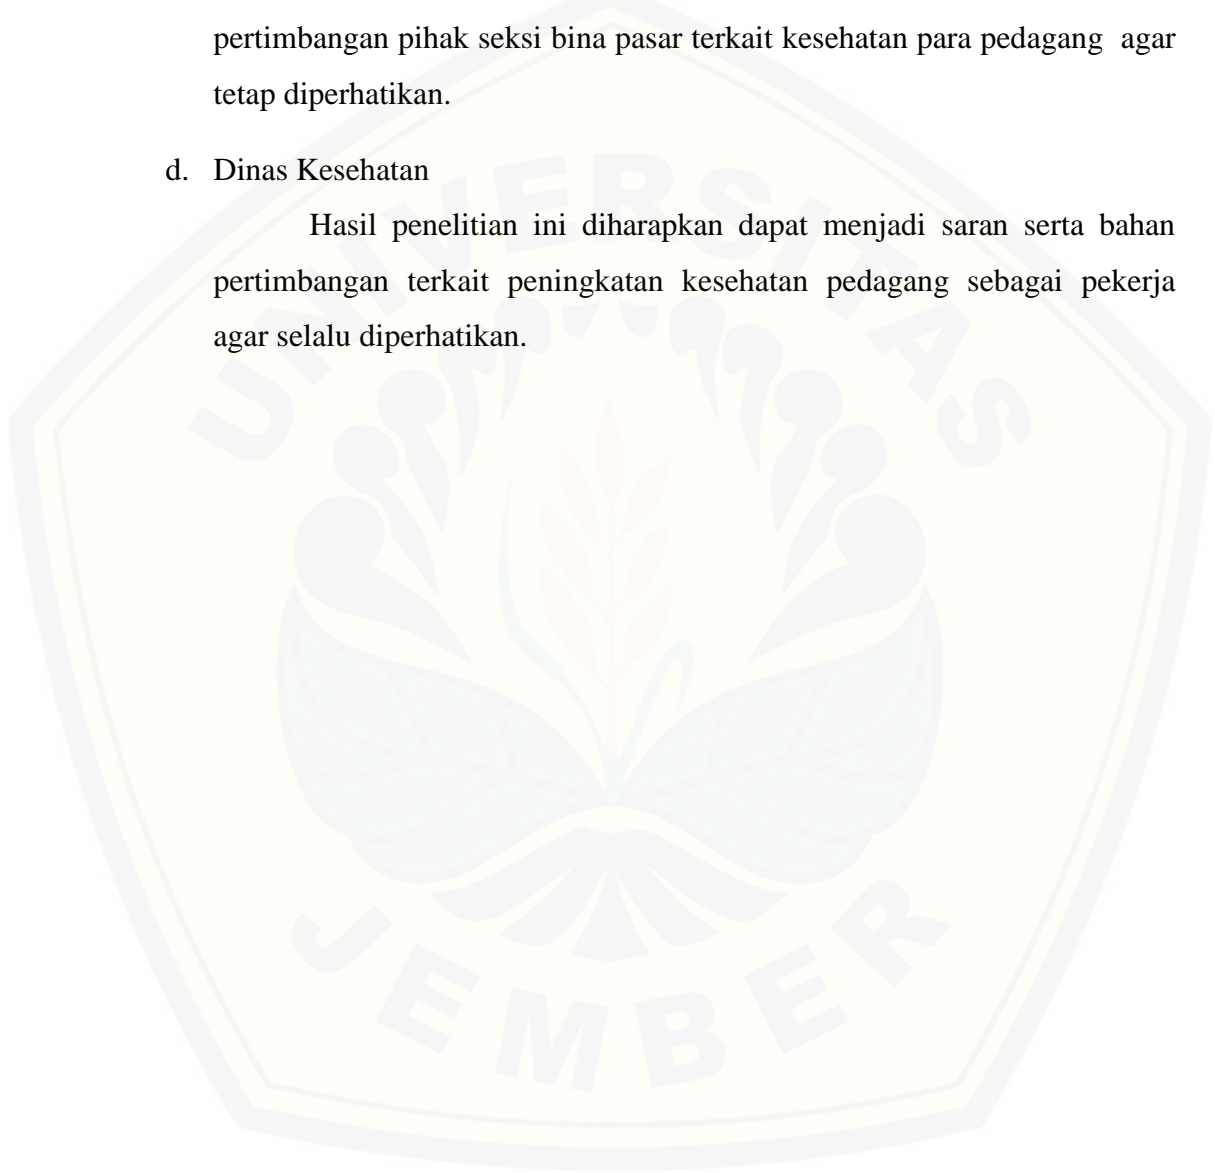 pertimbangan pihak seksi bina pasar terkait kesehatan para pedagang  agar
tetap diperhatikan.
d. Dinas Kesehatan
Hasil penelitian ini diharapkan dapat menjadi saran serta bahan
pertimbangan terkait peningkatan kesehatan pedagang sebagai pekerja
agar selalu diperhatikan.
UNIVERSITAS
JEMBER